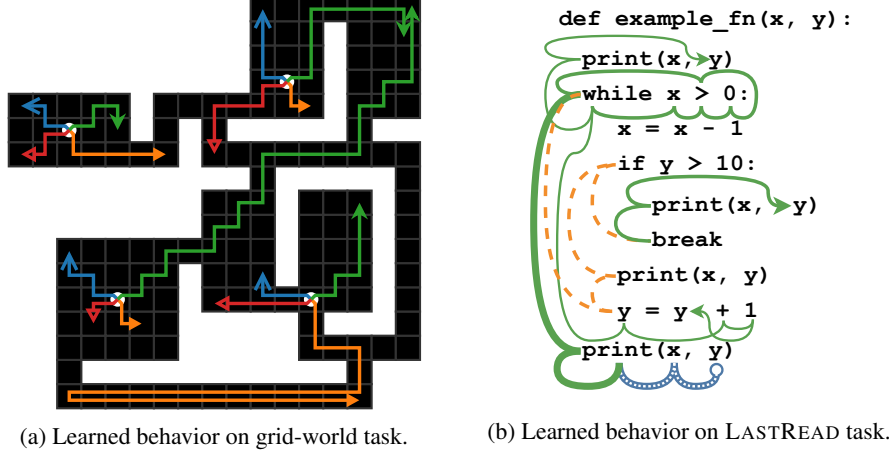 def example_fn(x, y):
print(x, y)
while x > 0:
x = x - 1
if y > 10:
print(x, y)
break
print(x, y)
y = y + 1
print(x, y)
(a) Learned behavior on grid-world task.
(b) Learned behavior on LASTREAD task.